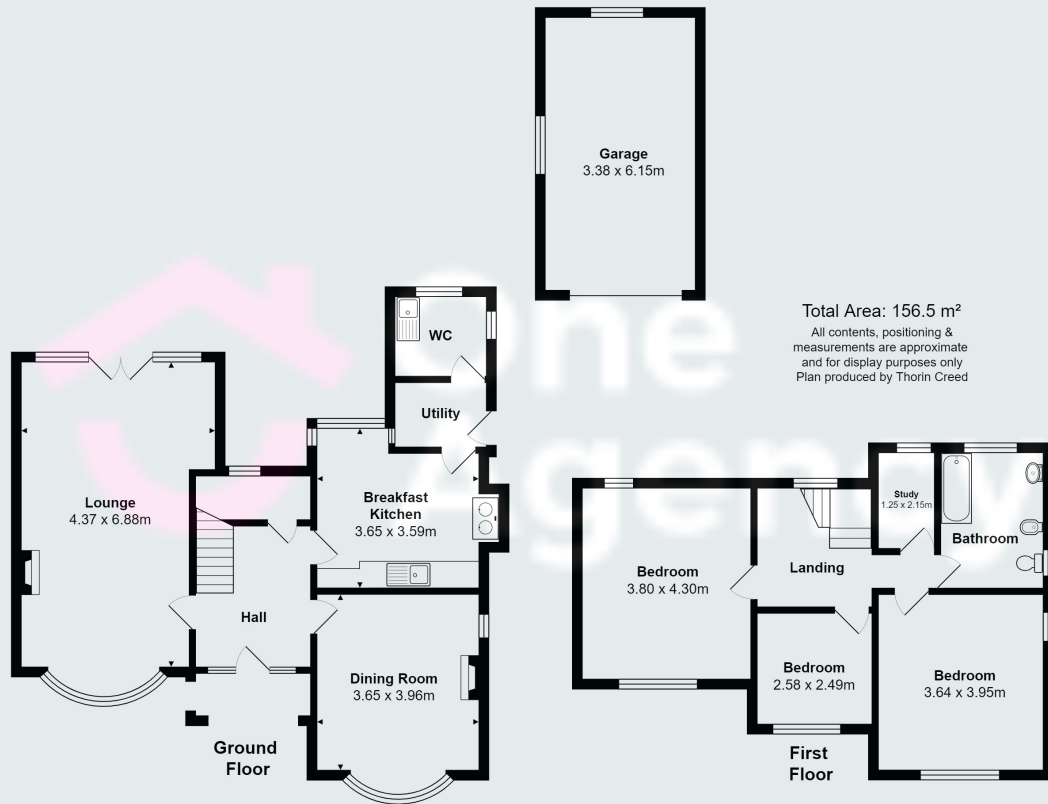 Garage
3.38 x 6.15m
Total Area: 156.5 m²
All contents, positioning &
measurements are approximate
and for display purposes only
Plan produced by Thorin Creed
One
Agency
WC
Utility
Lounge
4.37 x 6.88m
Breakfast
Kitchen
3.65 x 3.59m
Hall
Dining Room
3.65 x 3.96m
Ground
Floor
Study
1.25 x 2.15m
Bathroom
Bedroom
3.80 x 4.30m
Landing
Bedroom
2.58 x 2.49m
Bedroom
3.64 x 3.95m
First
Floor